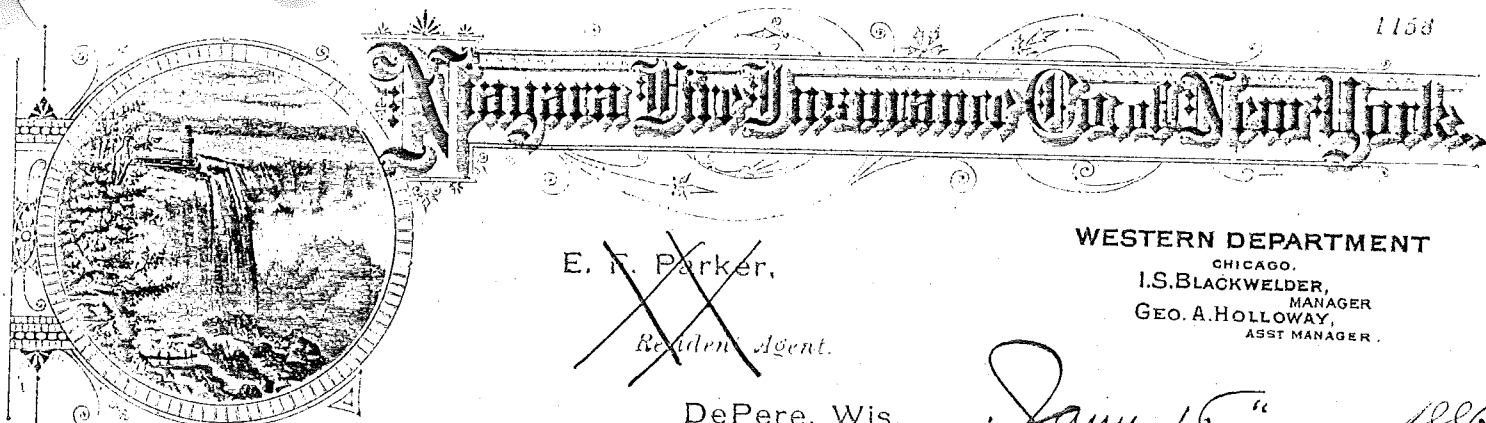 1158
Niagara Fire Insurance Co. of New York.
E. F. Parker,
Resident Agent.
WESTERN DEPARTMENT
CHICAGO.
I.S.BLACKWELDER,
MANAGER
GEO. A.HOLLOWAY,
ASST MANAGER.
DePere, Wis.